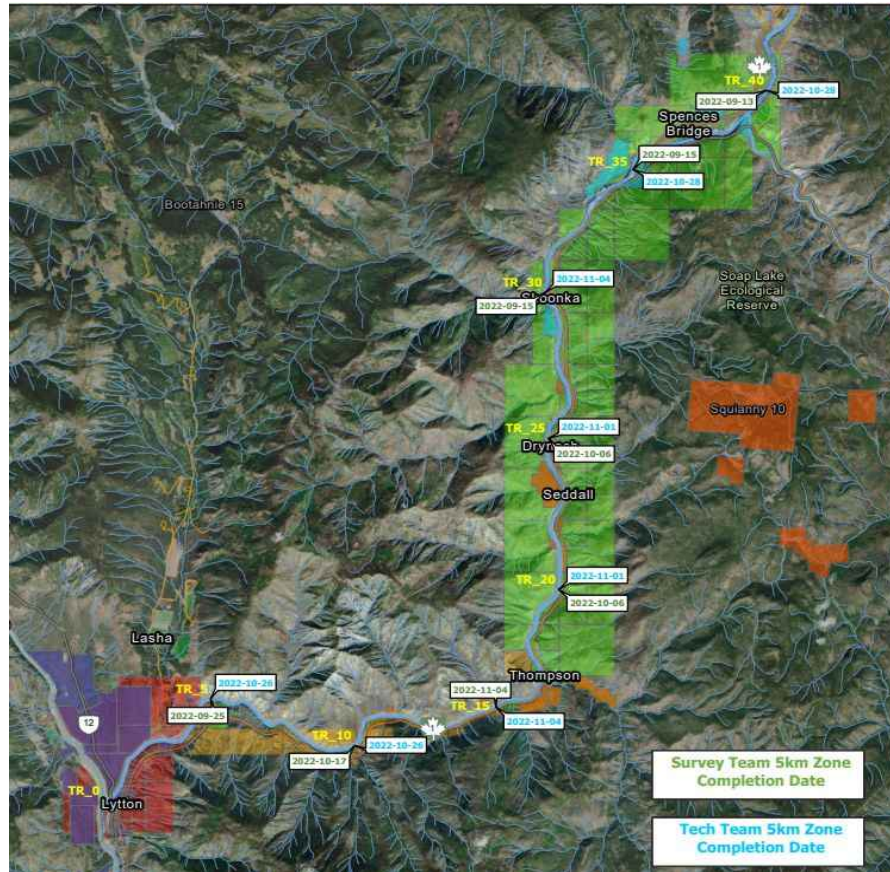 TR_40
2022-10-28
2022-09-13
Spences
Bridge
2022-09-15
TR_35
2022-10-28
Bootahnie 15
Soap Lake
Ecological
Reserve
TR_30
2022-11-04
Skoonka
2022-09-15
Squianny 10
TR_25
2022-11-01
2022-10-06
Seddall
TR_20
2022-11-01
2022-10-06
Lasha
Thompson
TR_5
2022-10-26
2022-11-04
TR_15
2022-09-25
2022-11-04
12
TR_10
1
2022-10-26
2022-10-17
TR_0
Lytton
Survey Team 5km Zone
Completion Date
Tech Team 5km Zone
Completion Date